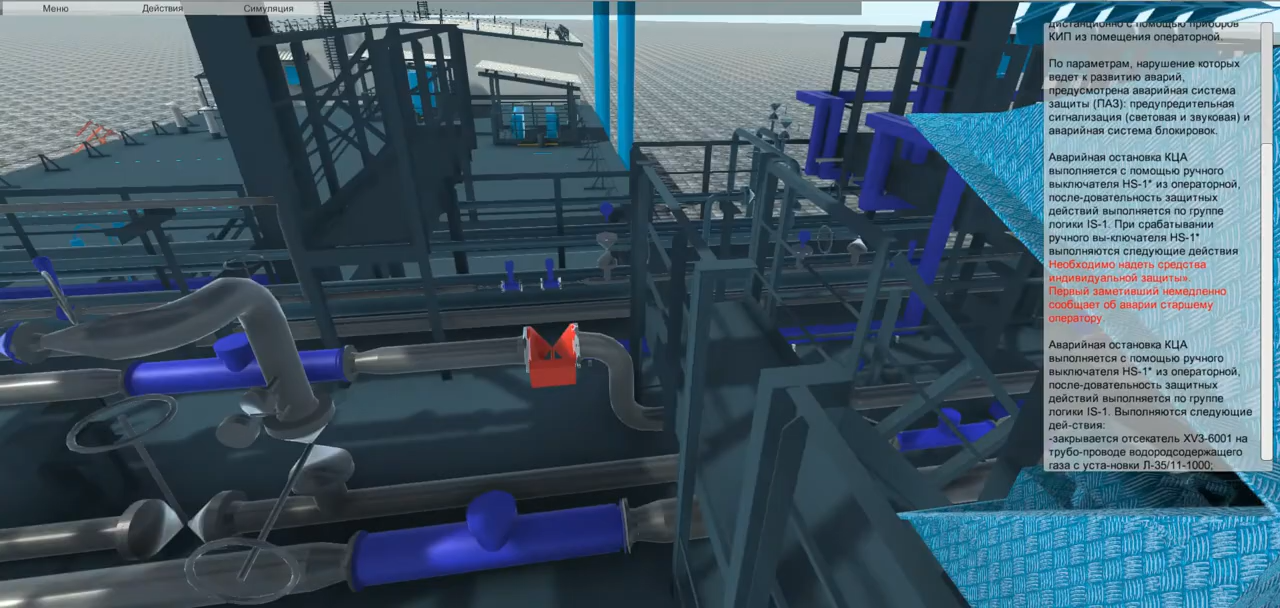 Меню
Действия
Симуляция
дистанционно с помощью приборов
КИП из помещения операторной.
По параметрам, нарушение которых
ведет к развитию аварий,
предусмотрена аварийная система
защиты (ПАЗ): предупредительная
сигнализация (световая и звуковая) и
аварийная система блокировок.
Аварийная остановка КЦА
выполняется с помощью ручного
выключателя HS-1* из операторной,
после-довательность защитных
действий выполняется по группе
логики IS-1. При срабатывании
ручного вы-ключателя HS-1*
выполняются следующие действия
Необходимо надеть средства
индивидуальной защиты».
Первый заметивший немедленно
сообщает об аварии старшему
оператору.
Аварийная остановка КЦА
выполняется с помощью ручного
выключателя HS-1* из операторной,
после-довательность защитных
действий выполняется по группе
логики IS-1. Выполняются следующие
дей-ствия:
-закрывается отсекатель XV3-6001 на
трубо-проводе водородсодержащего
газа с уста-новки Л-35/11-1000;